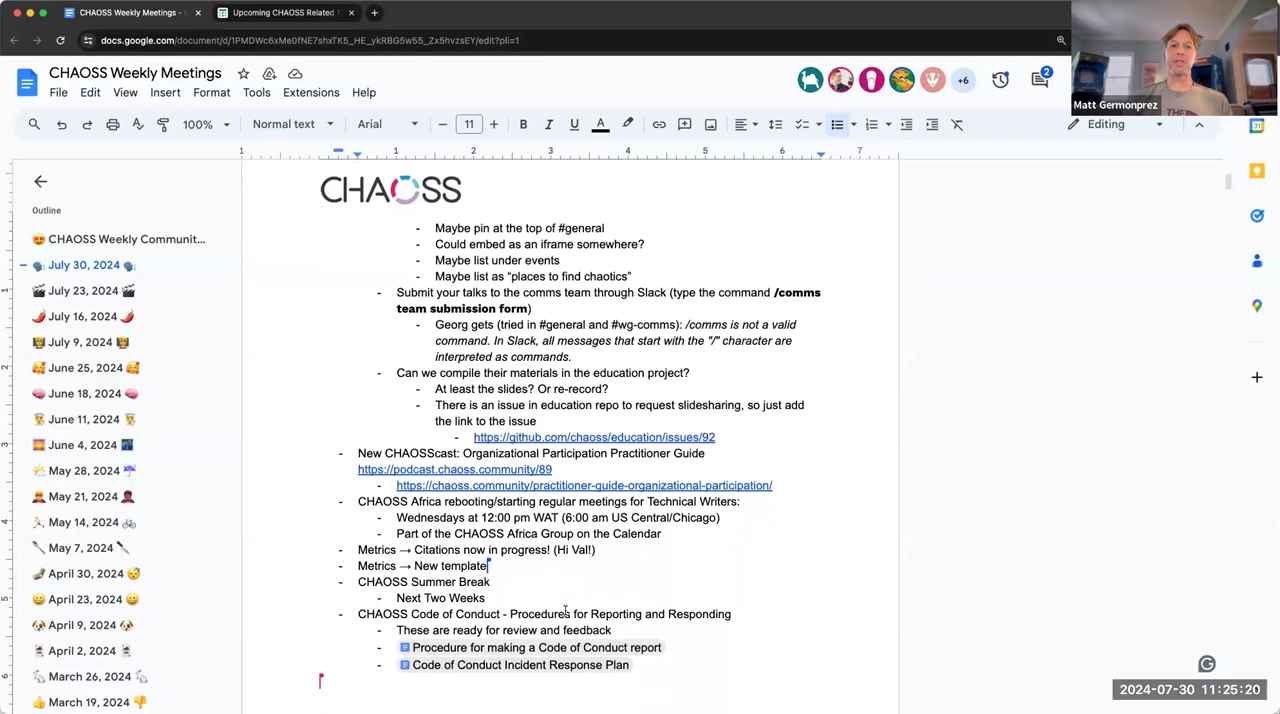 CHAOSS Weekly Meetings -
Upcoming CHAOSS Related T
docs.google.com/document/d/1PMDWc6xMe0fNE7shxTK5_HE_ykRBG5w55_Zx5hvzsEY/edit?pli=1
CHAOSS Weekly Meetings
+6
2
File Edit View Insert Format Tools Extensions Help
Matt Germonprez
100% Normal text Arial 11 B I U A Editing
31
1 1 2 3 4 5 6 7
CHAOSS
Outline
😍 CHAOSS Weekly Communit...
July 30, 2024
July 23, 2024
July 16, 2024
July 9, 2024
June 25, 2024
June 18, 2024
June 11, 2024
June 4, 2024
May 28, 2024
May 21, 2024
May 14, 2024
May 7, 2024
April 30, 2024
April 23, 2024
April 9, 2024
April 2, 2024
March 26, 2024
March 19, 2024
- Maybe pin at the top of #general
- Could embed as an iframe somewhere?
- Maybe list under events
- Maybe list as “places to find chaotics”
- Submit your talks to the comms team through Slack (type the command /comms
team submission form)
- Georg gets (tried in #general and #wg-comms): /comms is not a valid
command. In Slack, all messages that start with the "/" character are
interpreted as commands.
- Can we compile their materials in the education project?
- At least the slides? Or re-record?
- There is an issue in education repo to request slidesharing, so just add
the link to the issue
- https://github.com/chaoss/education/issues/92
- New CHAOSScast: Organizational Participation Practitioner Guide
https://podcast.chaoss.community/89
- https://chaoss.community/practitioner-guide-organizational-participation/
- CHAOSS Africa rebooting/starting regular meetings for Technical Writers:
- Wednesdays at 12:00 pm WAT (6:00 am US Central/Chicago)
- Part of the CHAOSS Africa Group on the Calendar
- Metrics → Citations now in progress! (Hi Val!)
- Metrics → New template
- CHAOSS Summer Break
- Next Two Weeks
- CHAOSS Code of Conduct - Procedures for Reporting and Responding
- These are ready for review and feedback
- Procedure for making a Code of Conduct report
- Code of Conduct Incident Response Plan
2024-07-30 11:25:20